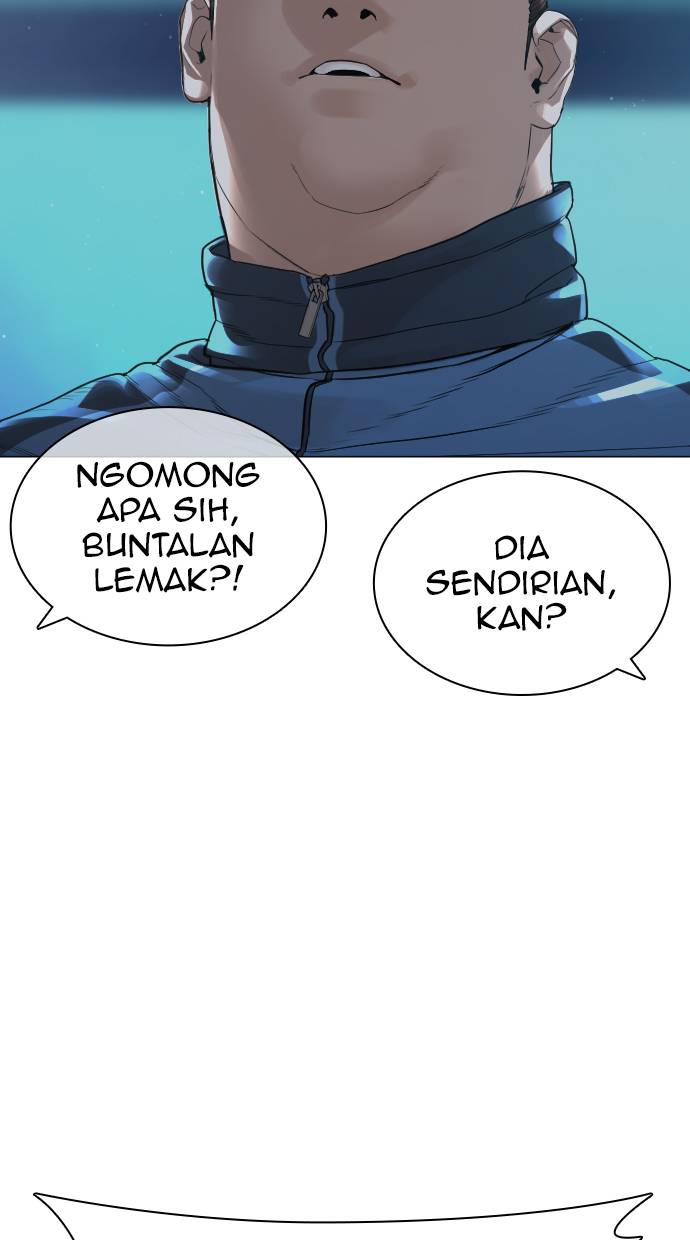 NGOMONG
APA SIH,
BUNTALAN
LEMAK?!
DIA
SENDIRIAN,
KAN?